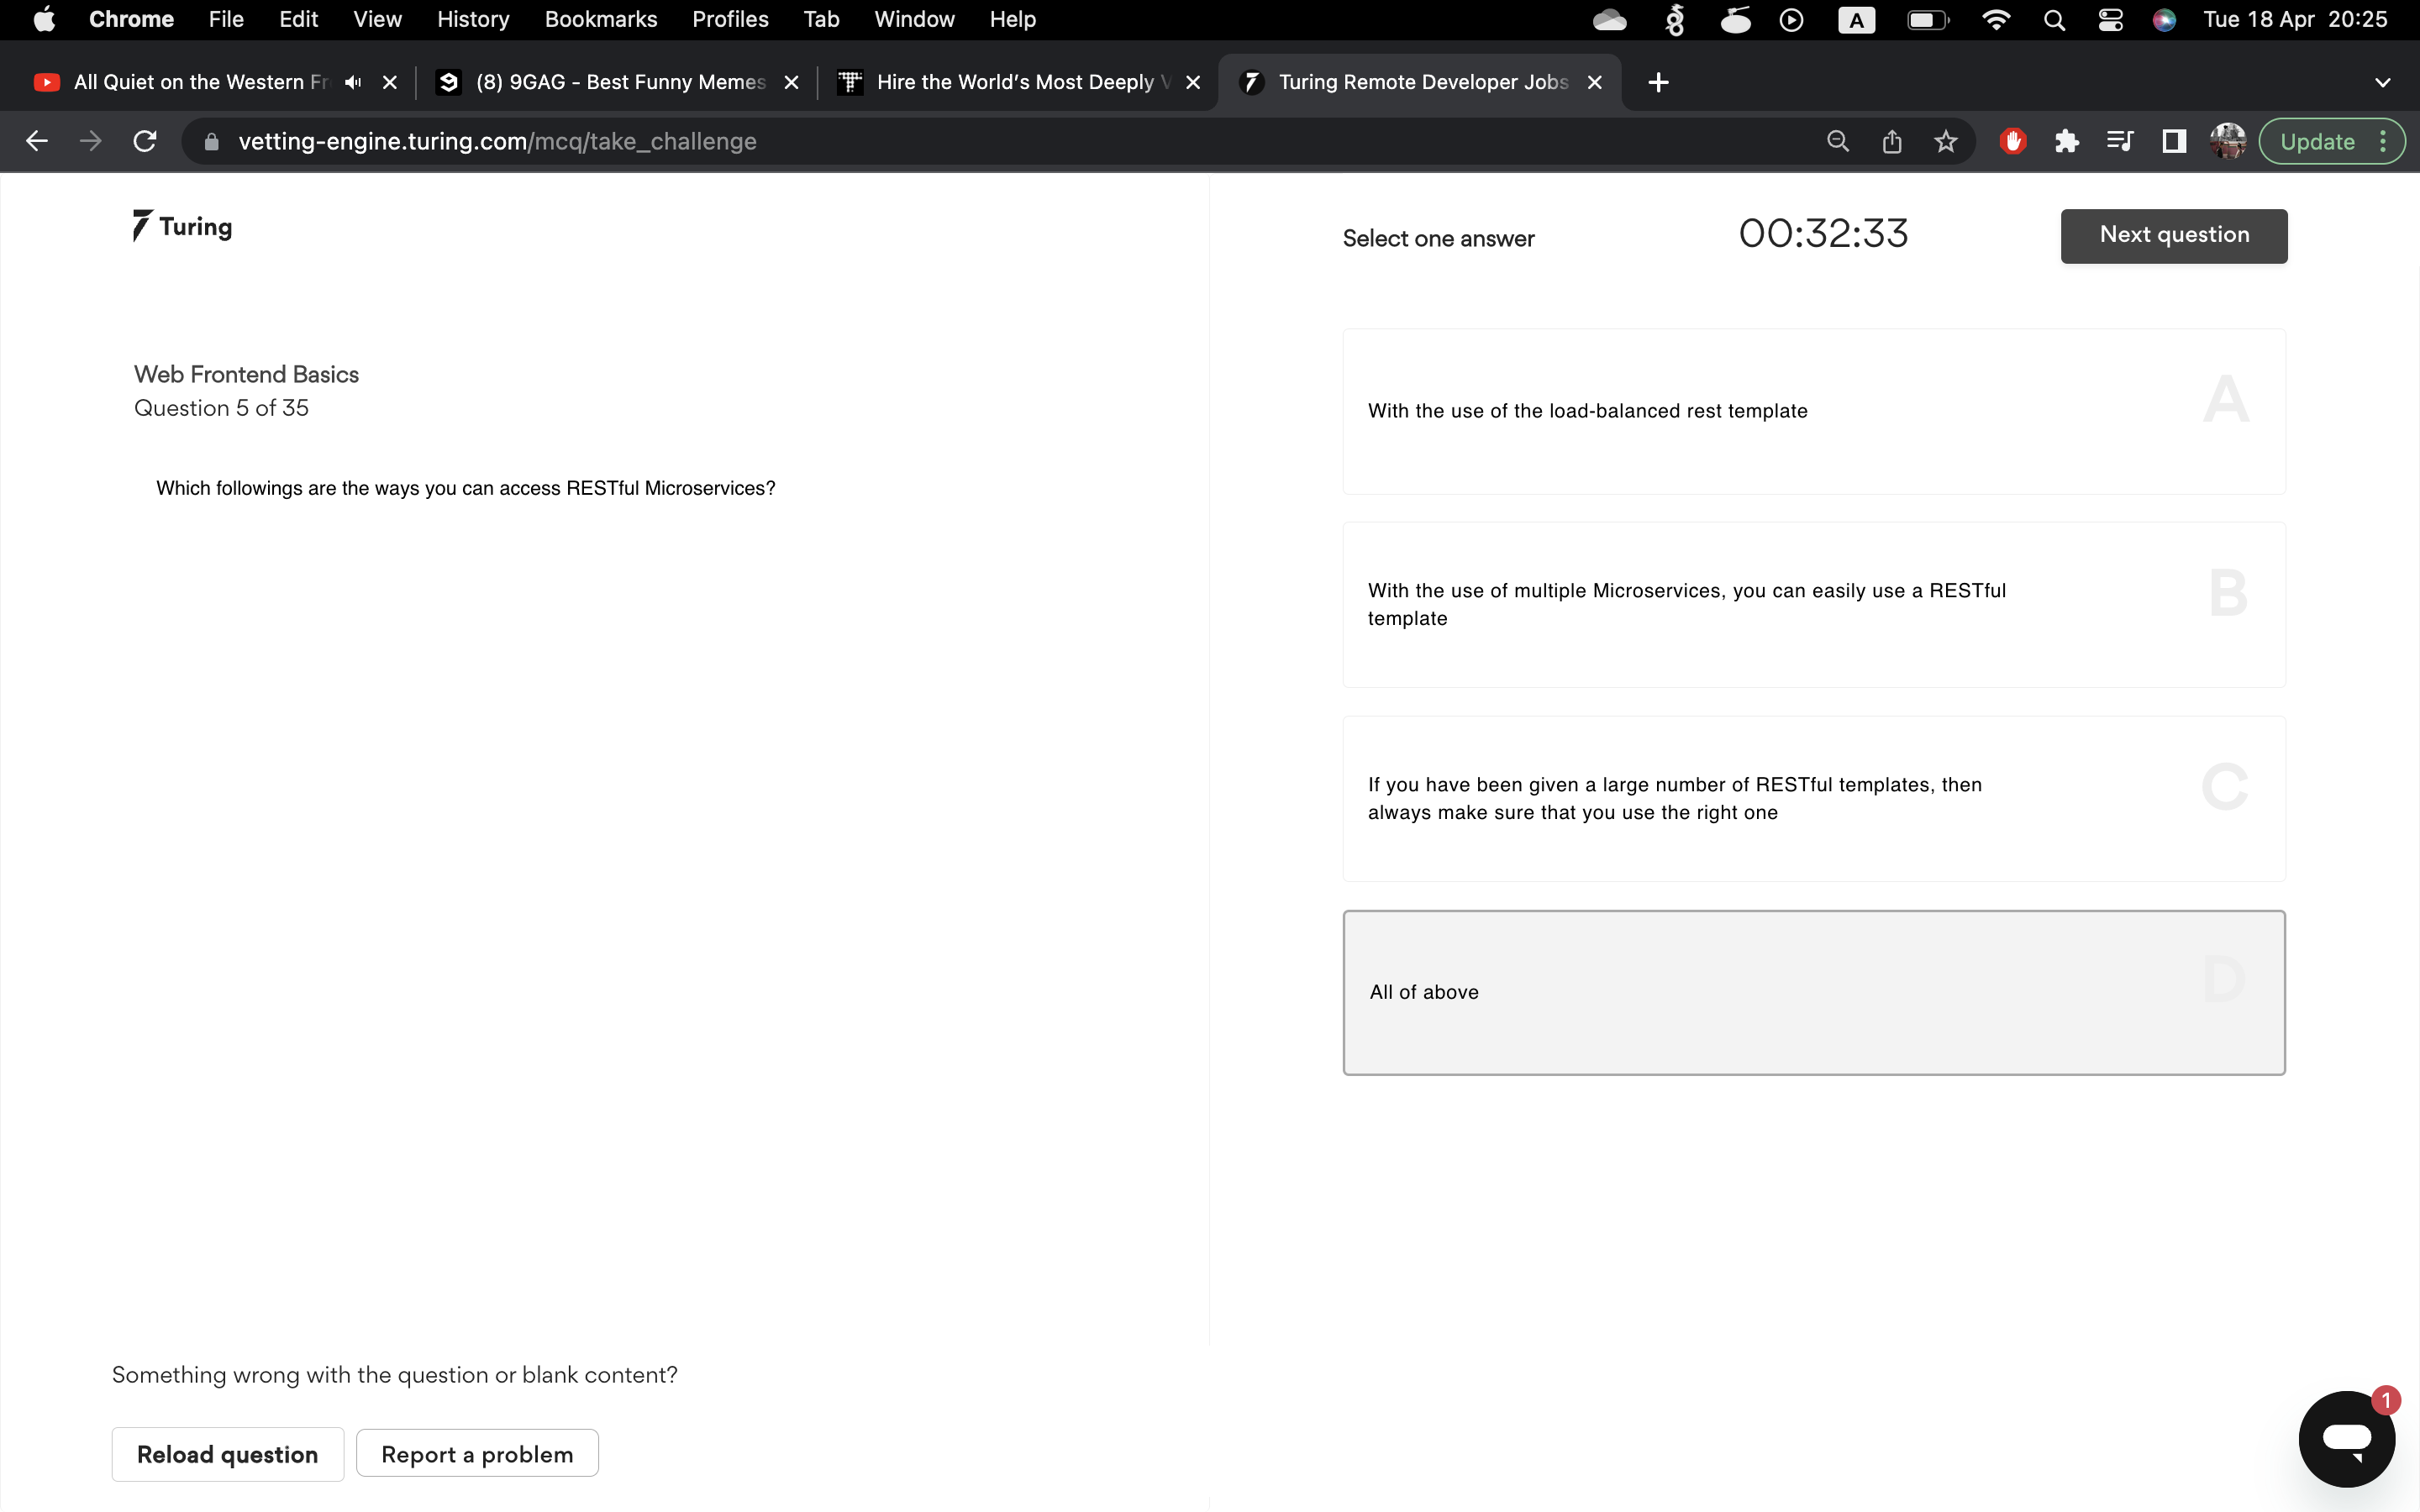 Chrome File Edit View History Bookmarks Profiles Tab Window Help A Tue 18 Apr 20:25
All Quiet on the Western Fr (8) 9GAG - Best Funny Memes Hire the World's Most Deeply V Turing Remote Developer Jobs
vetting-engine.turing.com/mcq/take_challenge Update
Turing
Select one answer
00:32:33
Next question
Web Frontend Basics
Question 5 of 35
Which followings are the ways you can access RESTful Microservices?
With the use of the load-balanced rest template
A
With the use of multiple Microservices, you can easily use a RESTful
template
B
If you have been given a large number of RESTful templates, then
always make sure that you use the right one
C
All of above
D
Something wrong with the question or blank content?
Reload question
Report a problem
1